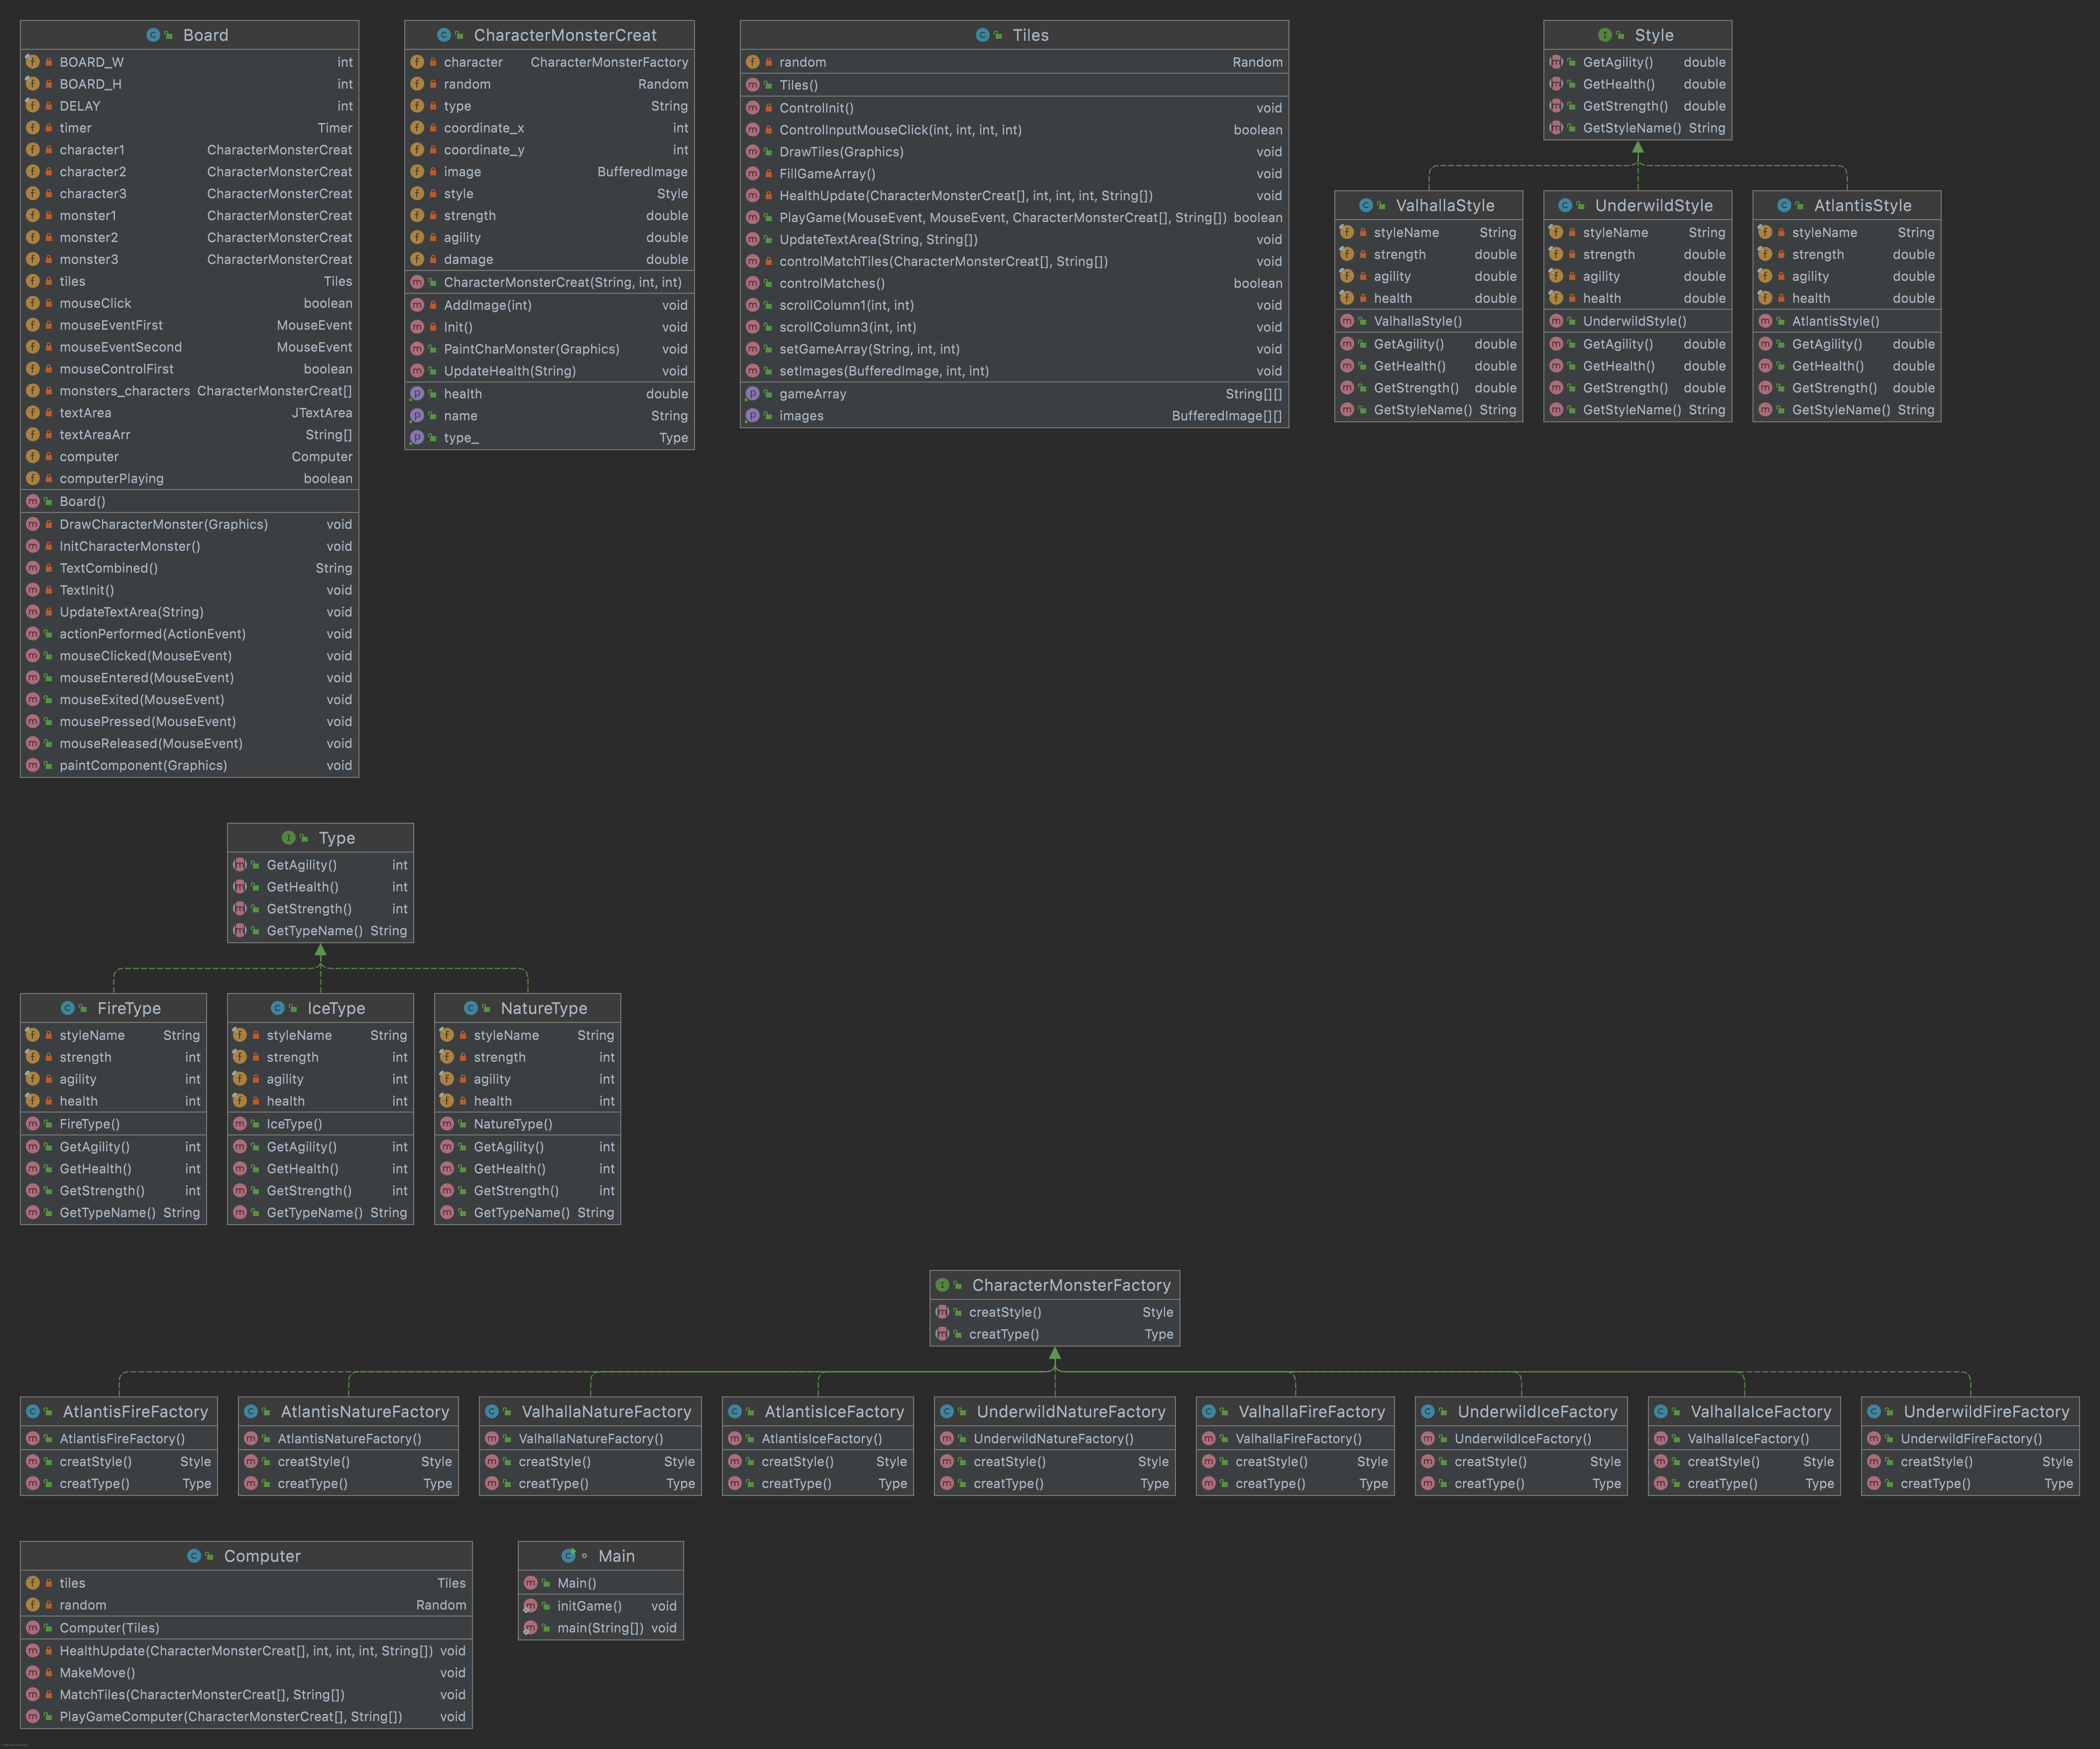 Board
BOARD_W int
BOARD_H int
DELAY int
timer Timer
character1 CharacterMonsterCreat
character2 CharacterMonsterCreat
character3 CharacterMonsterCreat
monster1 CharacterMonsterCreat
monster2 CharacterMonsterCreat
monster3 CharacterMonsterCreat
tiles Tiles
mouseClick boolean
mouseEventFirst MouseEvent
mouseEventSecond MouseEvent
mouseControlFirst boolean
monsters_characters CharacterMonsterCreat[]
textArea JTextArea
textAreaArr String[]
computer Computer
computerPlaying boolean
Board()
DrawCharacterMonster(Graphics) void
InitCharacterMonster() void
TextCombined() String
TextInit() void
UpdateTextArea(String) void
actionPerformed(ActionEvent) void
mouseClicked(MouseEvent) void
mouseEntered(MouseEvent) void
mouseExited(MouseEvent) void
mousePressed(MouseEvent) void
mouseReleased(MouseEvent) void
paintComponent(Graphics) void
CharacterMonsterCreat
character CharacterMonsterFactory
random Random
type String
coordinate_x int
coordinate_y int
image BufferedImage
style Style
strength double
agility double
damage double
CharacterMonsterCreat(String, int, int)
AddImage(int) void
Init() void
PaintCharMonster(Graphics) void
UpdateHealth(String) void
health double
name String
type_ Type
Tiles
random Random
Tiles()
ControlInit() void
ControlInputMouseClick(int, int, int, int) boolean
DrawTiles(Graphics) void
FillGameArray() void
HealthUpdate(CharacterMonsterCreat[], int, int, int, String[]) void
PlayGame(MouseEvent, MouseEvent, CharacterMonsterCreat[], String[]) boolean
UpdateTextArea(String, String[]) void
controlMatchTiles(CharacterMonsterCreat[], String[]) void
controlMatches() boolean
scrollColumn1(int, int) void
scrollColumn3(int, int) void
setGameArray(String, int, int) void
setImages(BufferedImage, int, int) void
gameArray String[][]
images BufferedImage[][]
Style
GetAgility() double
GetHealth() double
GetStrength() double
GetStyleName() String
ValhallaStyle
styleName String
strength double
agility double
health double
ValhallaStyle()
GetAgility() double
GetHealth() double
GetStrength() double
GetStyleName() String
UnderwildStyle
styleName String
strength double
agility double
health double
UnderwildStyle()
GetAgility() double
GetHealth() double
GetStrength() double
GetStyleName() String
AtlantisStyle
styleName String
strength double
agility double
health double
AtlantisStyle()
GetAgility() double
GetHealth() double
GetStrength() double
GetStyleName() String
Type
GetAgility() int
GetHealth() int
GetStrength() int
GetTypeName() String
FireType
styleName String
strength int
agility int
health int
FireType()
GetAgility() int
GetHealth() int
GetStrength() int
GetTypeName() String
IceType
styleName String
strength int
agility int
health int
IceType()
GetAgility() int
GetHealth() int
GetStrength() int
GetTypeName() String
NatureType
styleName String
strength int
agility int
health int
NatureType()
GetAgility() int
GetHealth() int
GetStrength() int
GetTypeName() String
CharacterMonsterFactory
creatStyle() Style
creatType() Type
AtlantisFireFactory
AtlantisFireFactory()
creatStyle() Style
creatType() Type
AtlantisNatureFactory
AtlantisNatureFactory()
creatStyle() Style
creatType() Type
ValhallaNatureFactory
ValhallaNatureFactory()
creatStyle() Style
creatType() Type
AtlantisIceFactory
AtlantisIceFactory()
creatStyle() Style
creatType() Type
UnderwildNatureFactory
UnderwildNatureFactory()
creatStyle() Style
creatType() Type
ValhallaFireFactory
ValhallaFireFactory()
creatStyle() Style
creatType() Type
UnderwildIceFactory
UnderwildIceFactory()
creatStyle() Style
creatType() Type
ValhallaIceFactory
ValhallaIceFactory()
creatStyle() Style
creatType() Type
UnderwildFireFactory
UnderwildFireFactory()
creatStyle() Style
creatType() Type
Computer
tiles Tiles
random Random
Computer(Tiles)
HealthUpdate(CharacterMonsterCreat[], int, int, int, String[]) void
MakeMove() void
MatchTiles(CharacterMonsterCreat[], String[]) void
PlayGameComputer(CharacterMonsterCreat[], String[]) void
Main
Main()
initGame() void
main(String[]) void